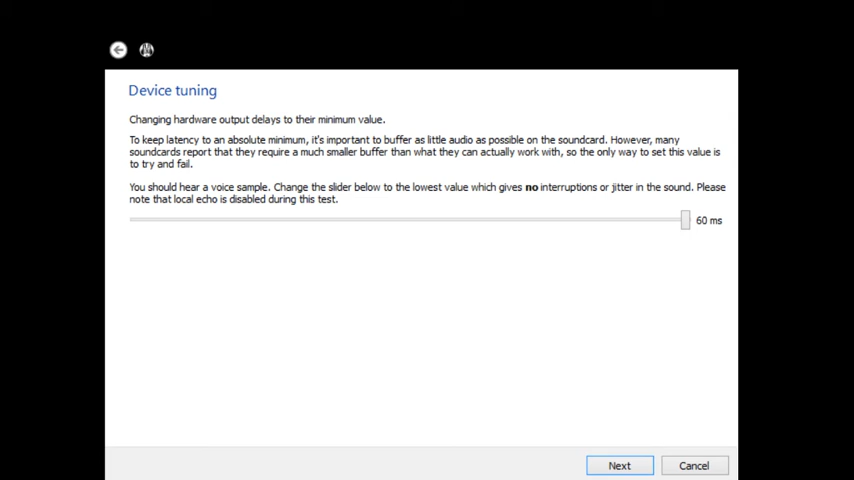 Device tuning
Changing hardware output delays to their minimum value.
To keep latency to an absolute minimum, it's important to buffer as little audio as possible on the soundcard. However, many
soundcards report that they require a much smaller buffer than what they can actually work with, so the only way to set this value is
to try and fail.
You should hear a voice sample. Change the slider below to the lowest value which gives no interruptions or jitter in the sound. Please
note that local echo is disabled during this test.
60 ms
Next
Cancel